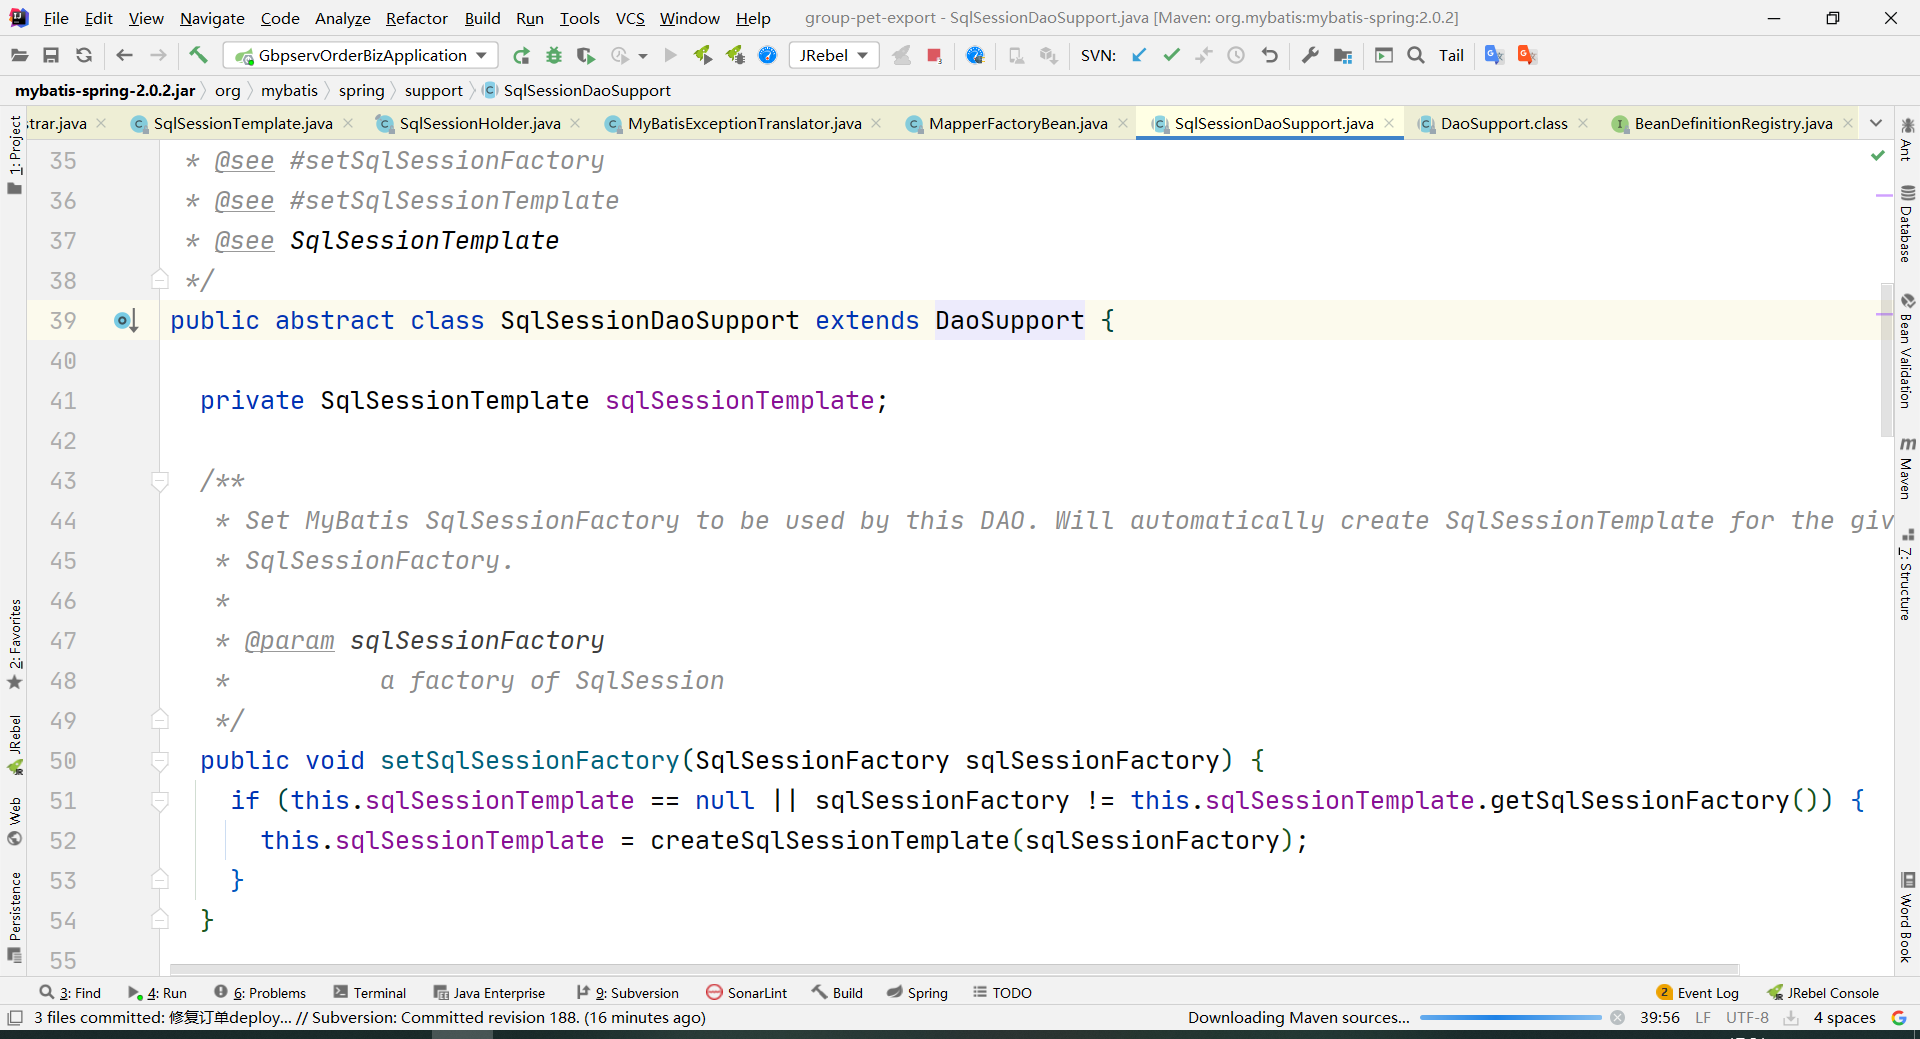 File Edit View Navigate Code Analyze Refactor Build Run Tools VCS Window Help group-pet-export - SqlSessionDaoSupport.java [Maven: org.mybatis:mybatis-spring:2.0.2]
GbpservOrderBizApplication JRebel SVN: Tail
mybatis-spring-2.0.2.jar org mybatis spring support SqlSessionDaoSupport
strar.java SqlSessionTemplate.java SqlSessionHolder.java MyBatisExceptionTranslator.java MapperFactoryBean.java SqlSessionDaoSupport.java DaoSupport.class BeanDefinitionRegistry.java
1: Project
2: Favorites
JRebel
Web
Persistence
35 * @see #setSqlSessionFactory
36 * @see #setSqlSessionTemplate
37 * @see SqlSessionTemplate
38 */
39 public abstract class SqlSessionDaoSupport extends DaoSupport {
40
41 private SqlSessionTemplate sqlSessionTemplate;
42
43 /**
44 * Set MyBatis SqlSessionFactory to be used by this DAO. Will automatically create SqlSessionTemplate for the giv
45 * SqlSessionFactory.
46 *
47 * @param sqlSessionFactory
48 * a factory of SqlSession
49 */
50 public void setSqlSessionFactory(SqlSessionFactory sqlSessionFactory) {
51 if (this.sqlSessionTemplate == null || sqlSessionFactory != this.sqlSessionTemplate.getSqlSessionFactory()) {
52 this.sqlSessionTemplate = createSqlSessionTemplate(sqlSessionFactory);
53 }
54 }
55
Ant
Database
Bean Validation
Maven
7: Structure
Word Book
3: Find 4: Run 6: Problems Terminal Java Enterprise 9: Subversion SonarLint Build Spring TODO 2 Event Log JRebel Console
3 files committed: 修复订单deploy... // Subversion: Committed revision 188. (16 minutes ago) Downloading Maven sources... 39:56 LF UTF-8 4 spaces